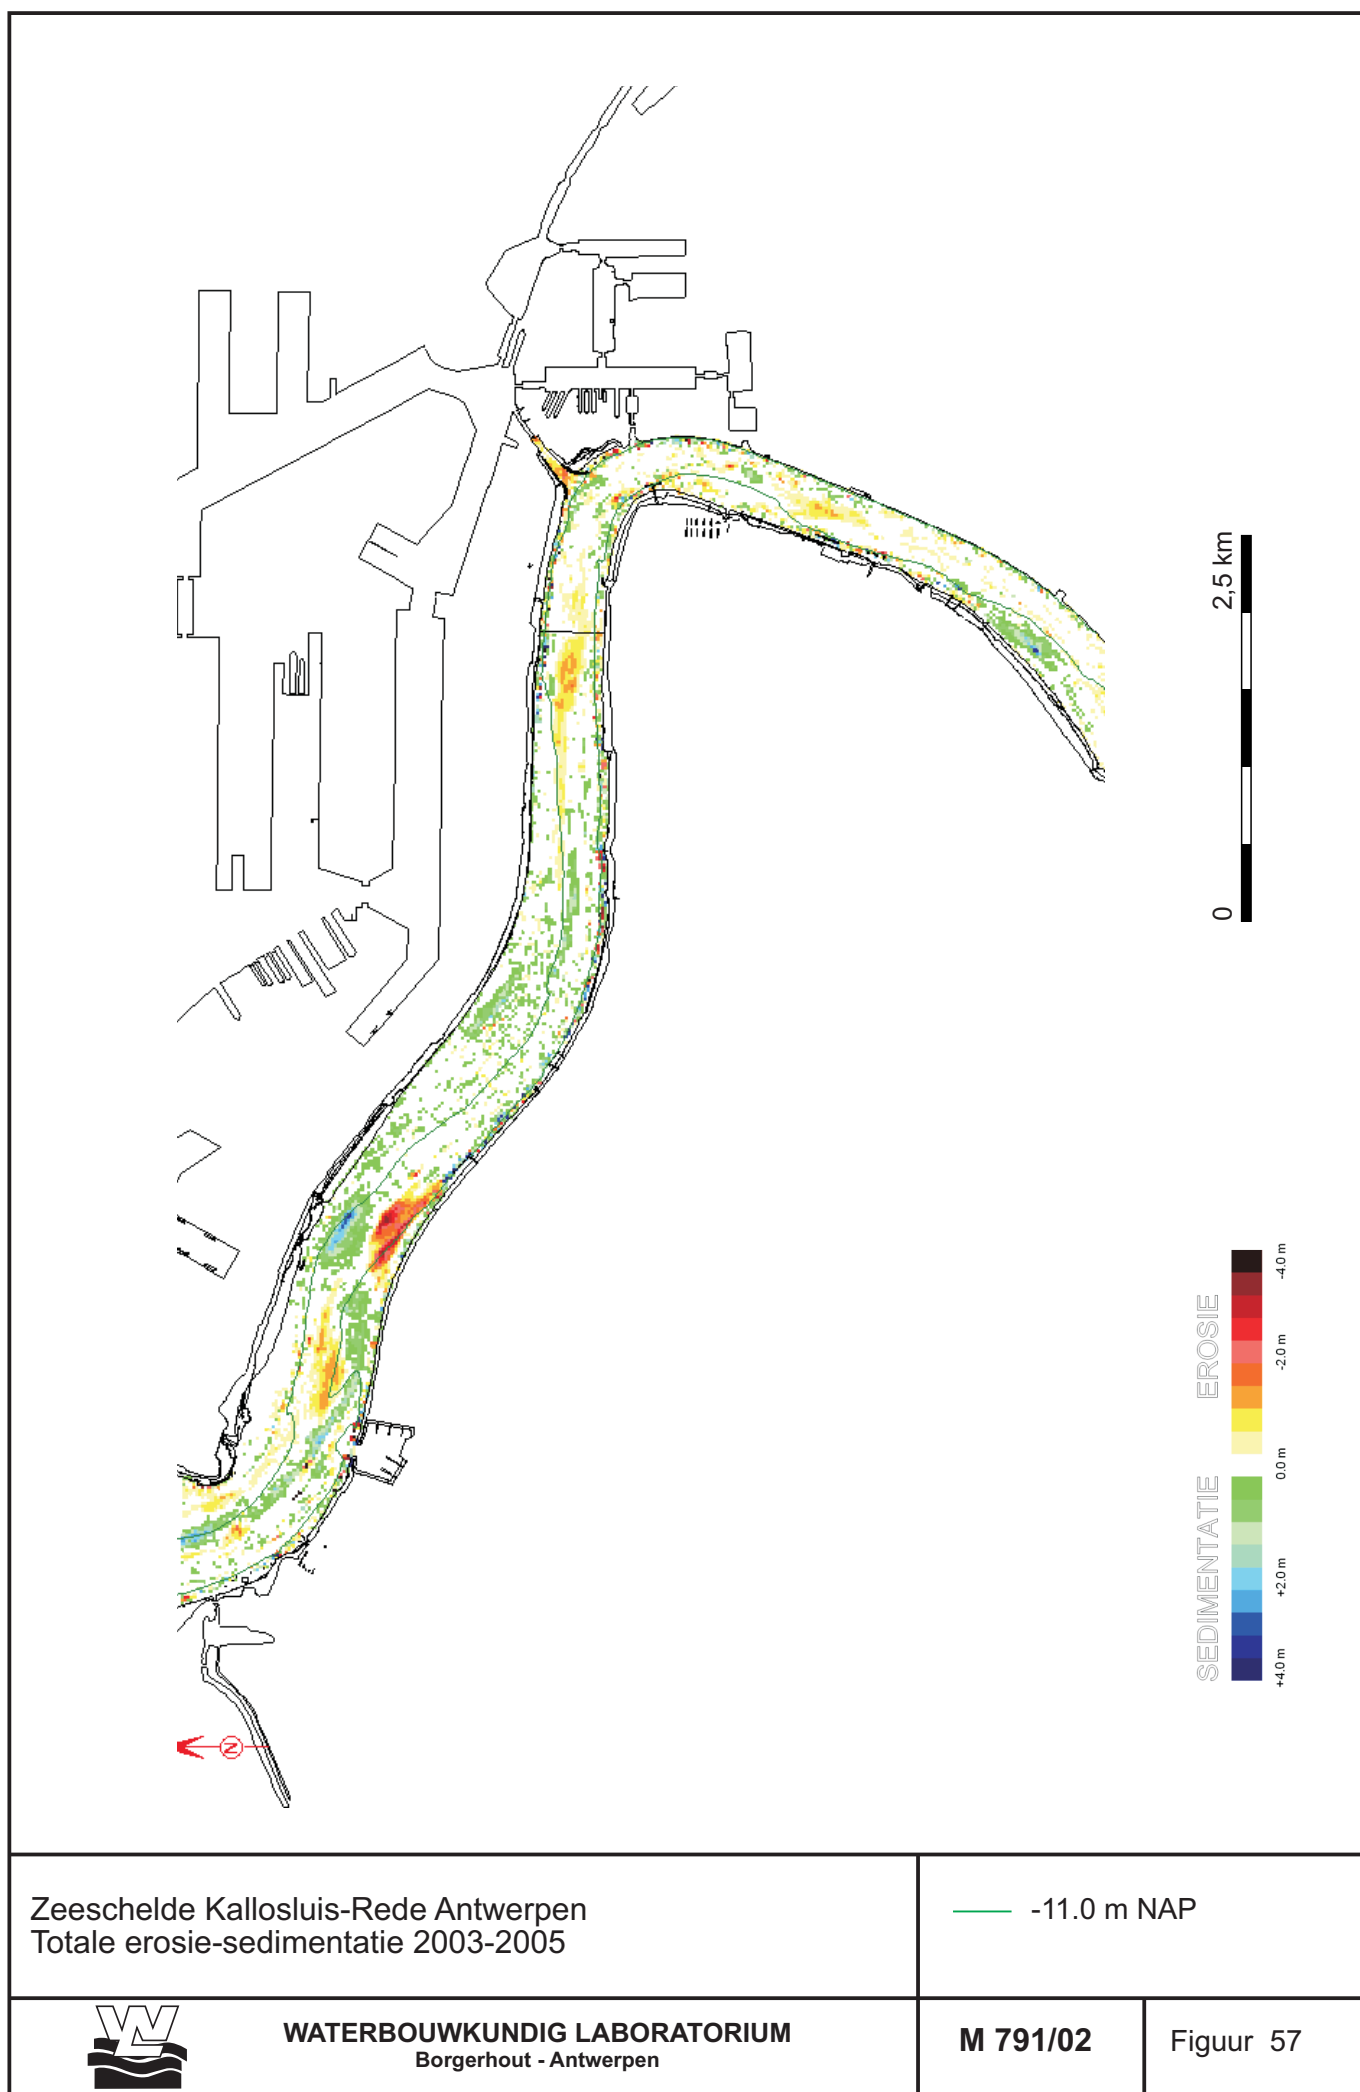 2,5 km
0
EROSIE
SEDIMENTATIE
-4.0 m
-2.0 m
0.0 m
+2.0 m
+4.0 m
N
Zeeschelde Kallosluis-Rede Antwerpen
Totale erosie-sedimentatie 2003-2005
-11.0 m NAP
WL
WATERBOUWKUNDIG LABORATORIUM
Borgerhout - Antwerpen
M 791/02
Figuur 57